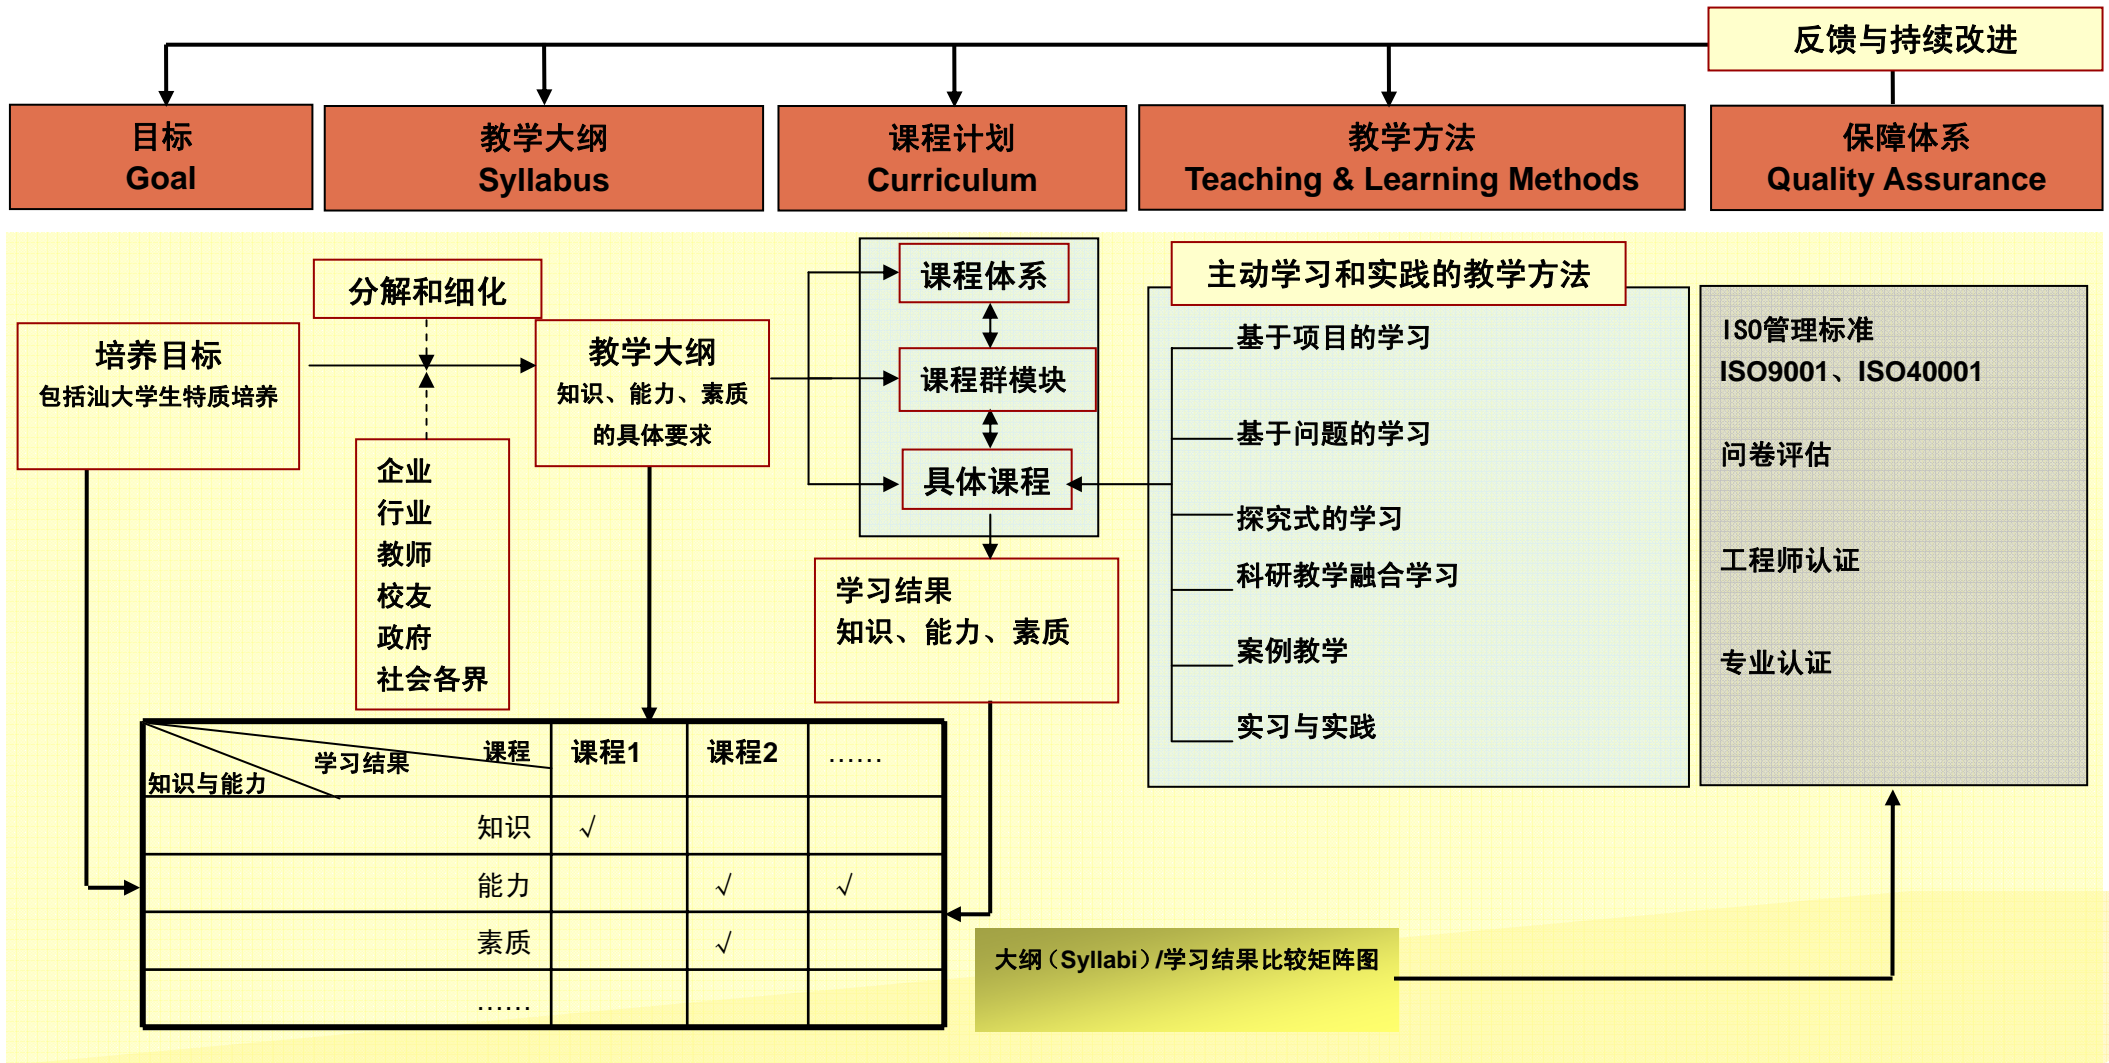 反馈与持续改进
目标
Goal
教学大纲
Syllabus
课程计划
Curriculum
教学方法
Teaching & Learning Methods
保障体系
Quality Assurance
分解和细化
培养目标
包括汕大学生特质培养
企业
行业
教师
校友
政府
社会各界
教学大纲
知识、能力、素质
的具体要求
课程体系
课程群模块
具体课程
学习结果
知识、能力、素质
主动学习和实践的教学方法
基于项目的学习
基于问题的学习
探究式的学习
科研教学融合学习
案例教学
实习与实践
ISO管理标准
ISO9001、ISO40001
问卷评估
工程师认证
专业认证
学习结果 课程 课程1 课程2 ……
知识与能力
知识 √
能力 √ √
素质 √
……
大纲（Syllabi）/学习结果比较矩阵图